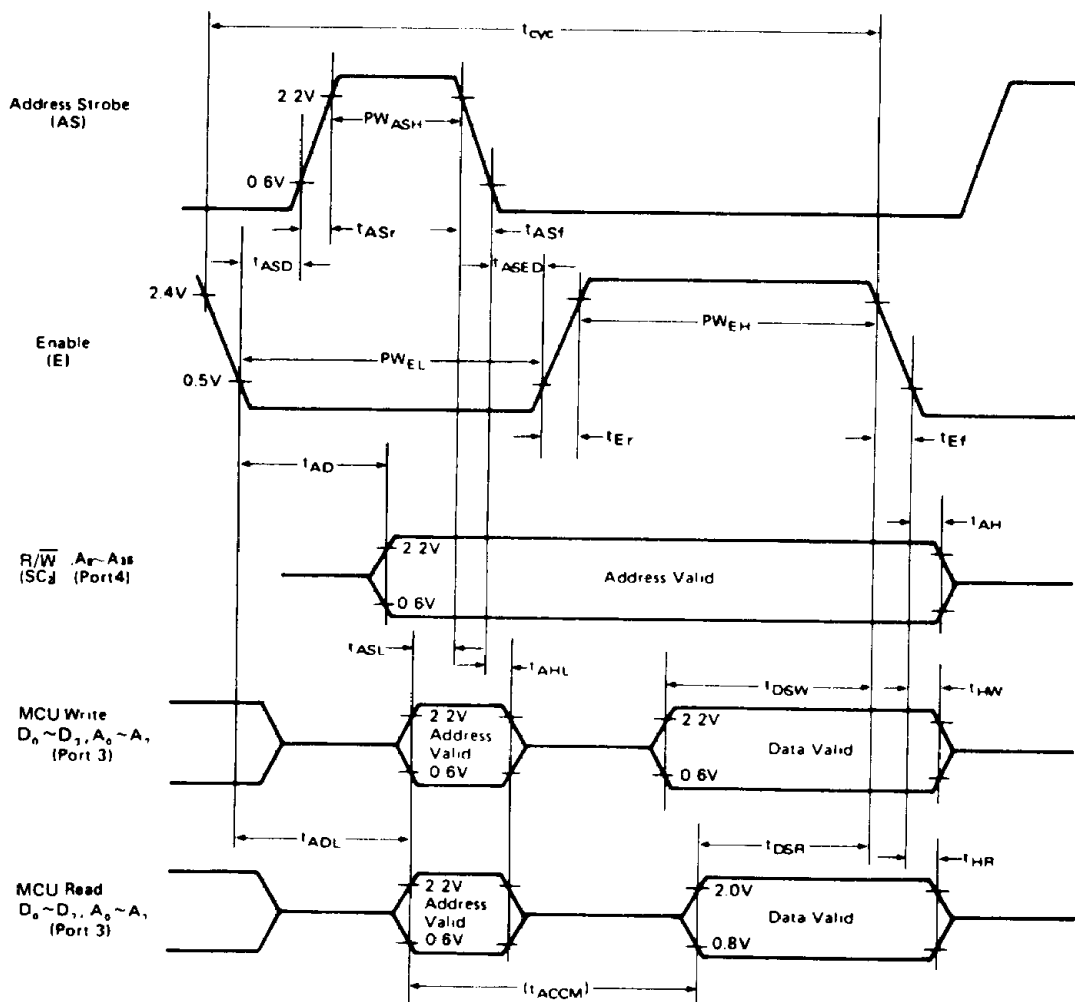 tcyc
Address Strobe
(AS)
2 2V
PWASH
0 6V
tASr
tASf
tASD
tASED
2.4V
Enable
(E)
PWEH
PWEL
0.5V
tEr
tEf
tAD
tAH
R/W̅ A8~A15
(SC2) (Port4)
2 2V
Address Valid
0 6V
tASL
tAHL
tDSW
tHW
MCU Write
D0~D7, A0~A7
(Port 3)
2 2V
Address
Valid
0 6V
2 2V
Data Valid
0 6V
tADL
tDSR
tHR
MCU Read
D0~D7, A0~A7
(Port 3)
2 2V
Address
Valid
0 6V
2.0V
Data Valid
0.8V
(tACCM)